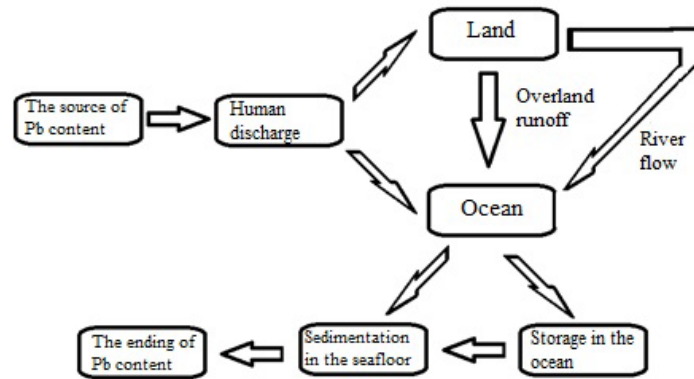 Land
The source of
Pb content
Human
discharge
Overland
runoff
River
flow
Ocean
The ending of
Pb content
Sedimentation
in the seafloor
Storage in the
ocean